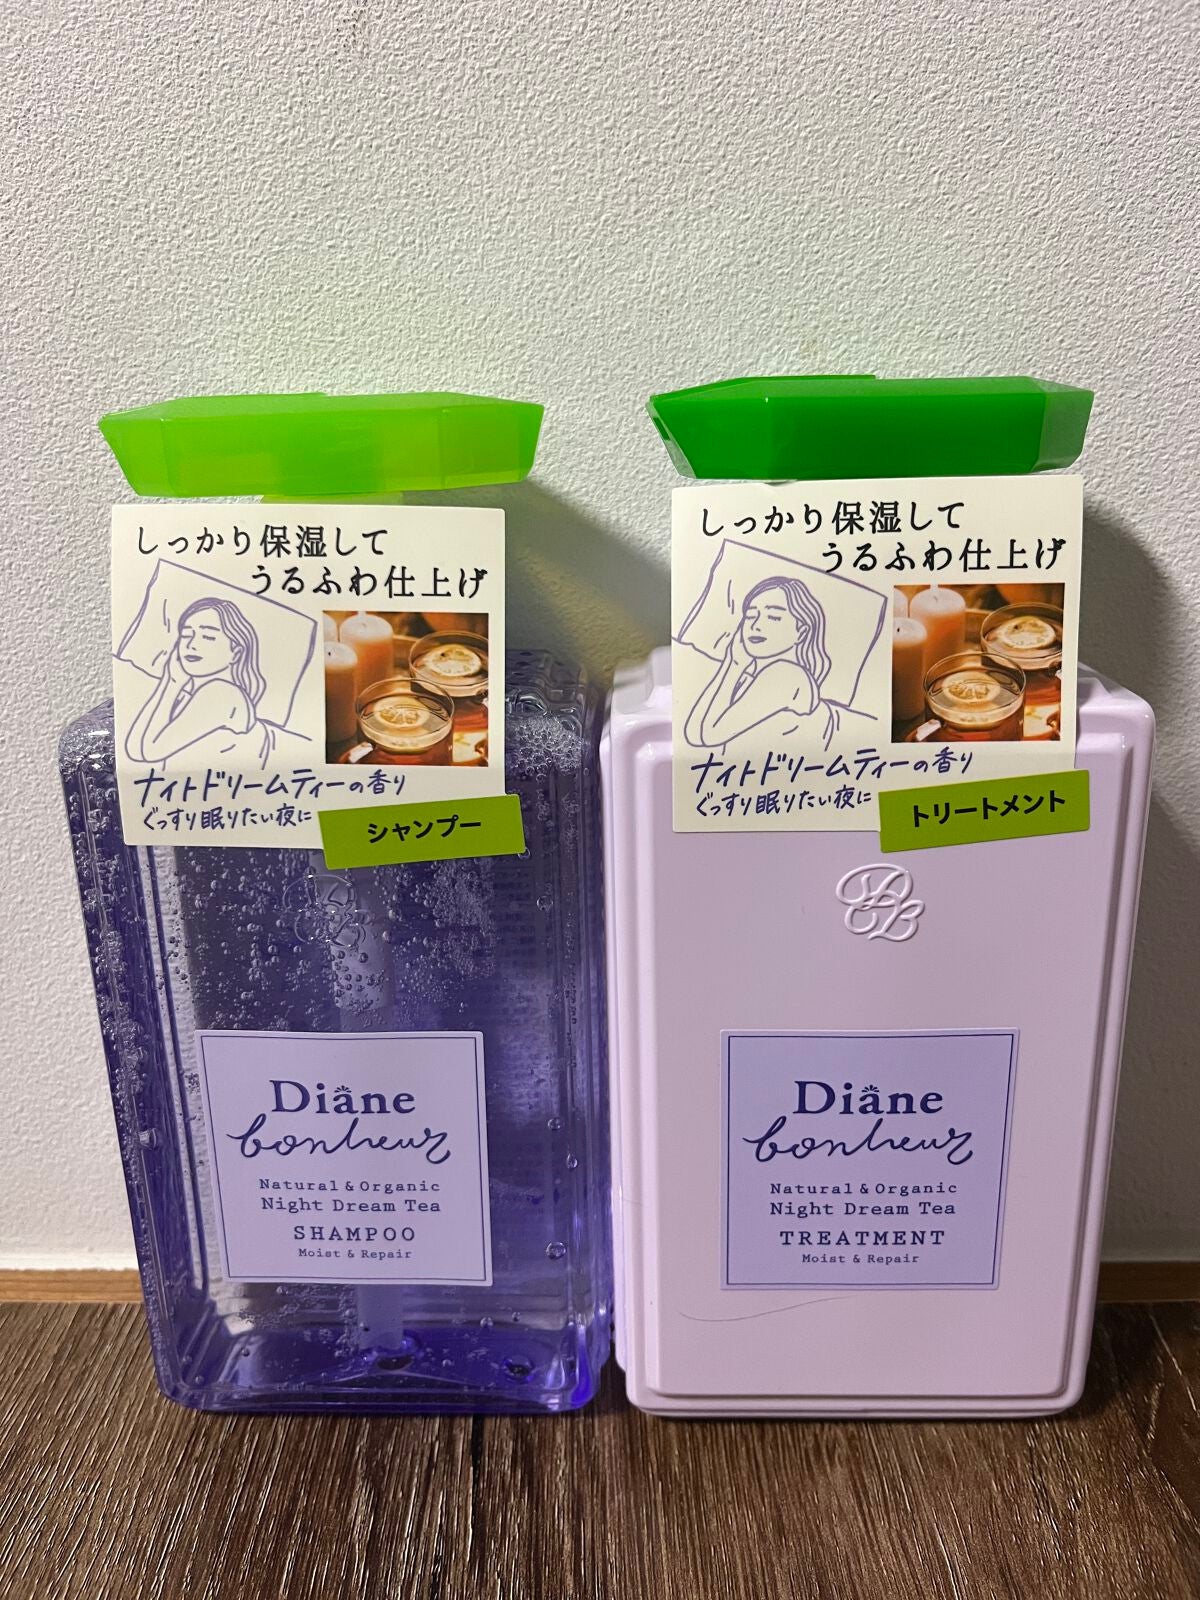 しっかり保湿して
うるふわ仕上げ
ナイトドリームティーの香り
ぐっすり眠りたい夜に
シャンプー
Diane
bonheur
Natural & Organic
Night Dream Tea
SHAMPOO
Moist & Repair
しっかり保湿して
うるふわ仕上げ
ナイトドリームティーの香り
ぐっすり眠りたい夜に
トリートメント
Diane
bonheur
Natural & Organic
Night Dream Tea
TREATMENT
Moist & Repair